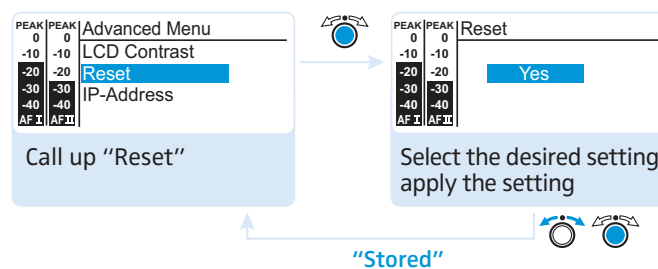 PEAK PEAK Advanced Menu
0 0
-10 -10 LCD Contrast
-20 -20 Reset
-30 -30 IP-Address
-40 -40
AF I AF II
Call up “Reset”
PEAK PEAK Reset
0 0
-10 -10
-20 -20 Yes
-30 -30
-40 -40
AF I AF II
Select the desired setting
apply the setting
“Stored”